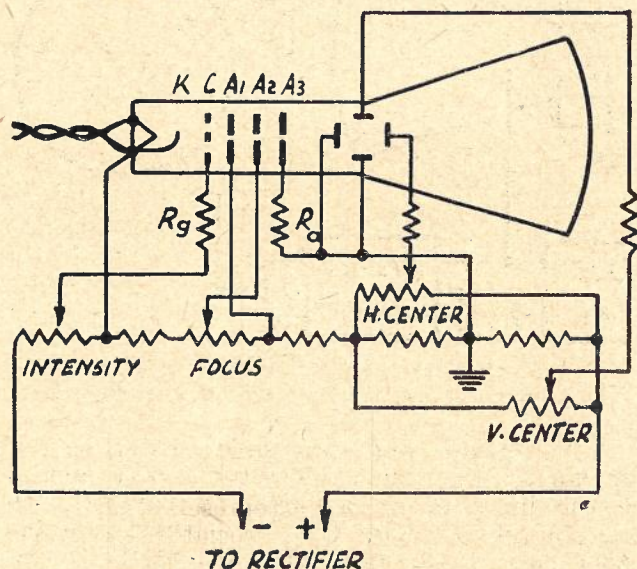 K C A1 A2 A3
Rg
Ra
H. CENTER
INTENSITY
FOCUS
V. CENTER
- +
TO RECTIFIER